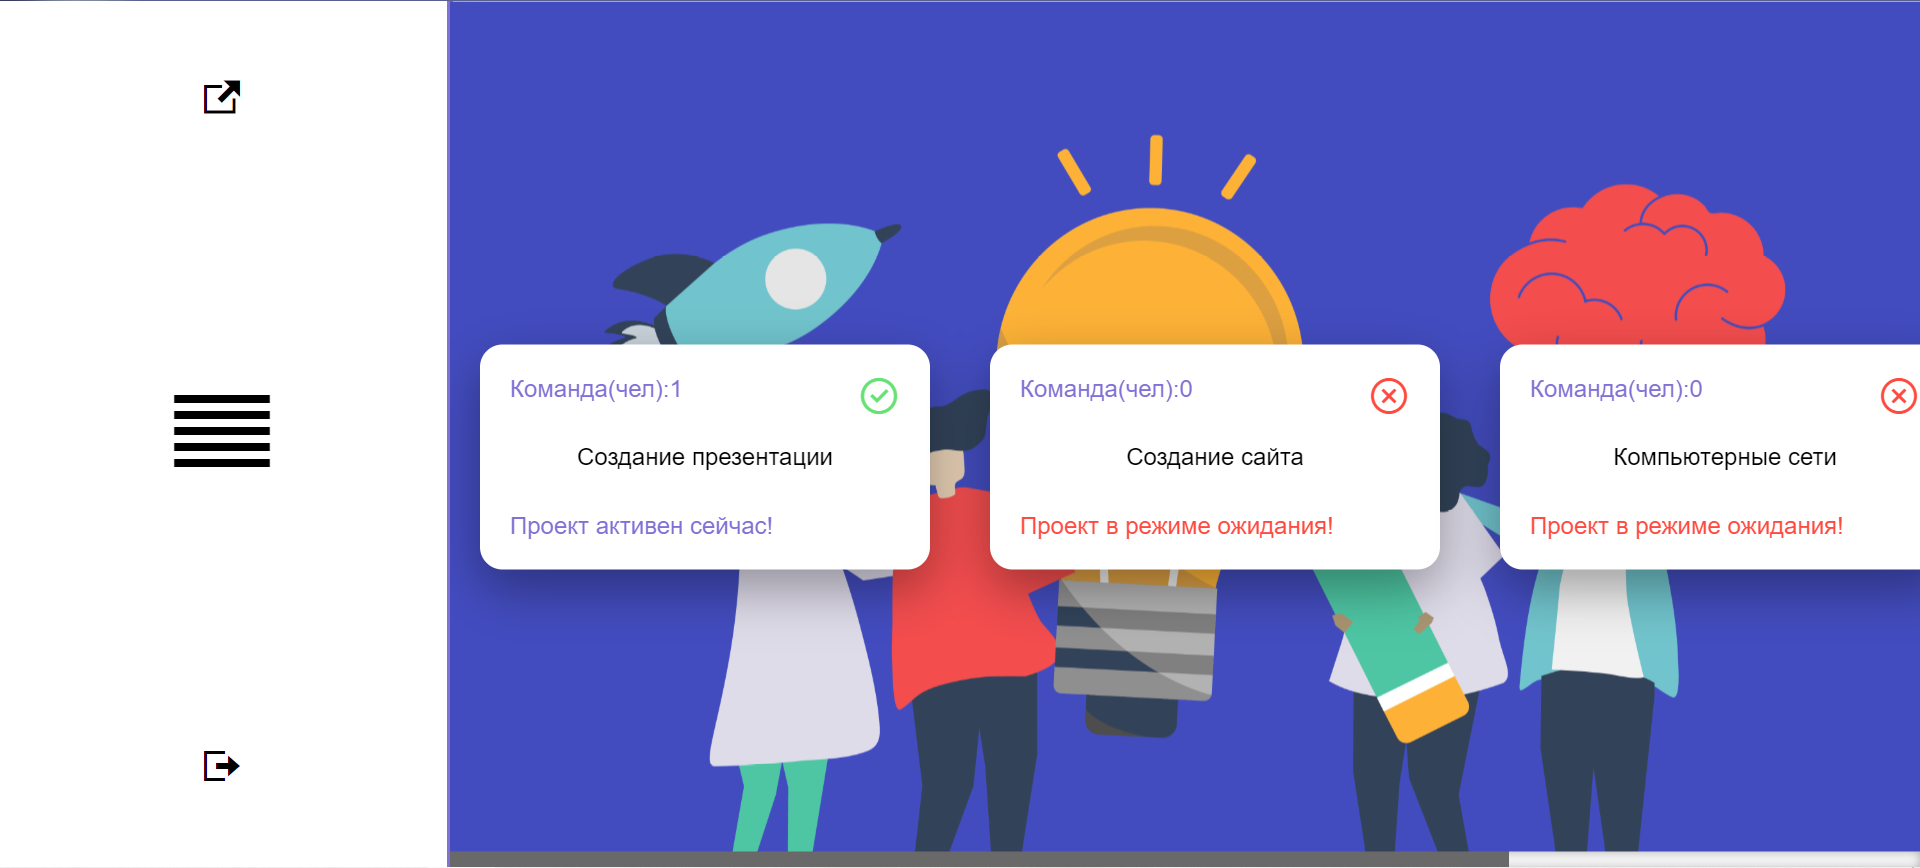 Команда(чел):1
Создание презентации
Проект активен сейчас!
Команда(чел):0
Создание сайта
Проект в режиме ожидания!
Команда(чел):0
Компьютерные сети
Проект в режиме ожидания!